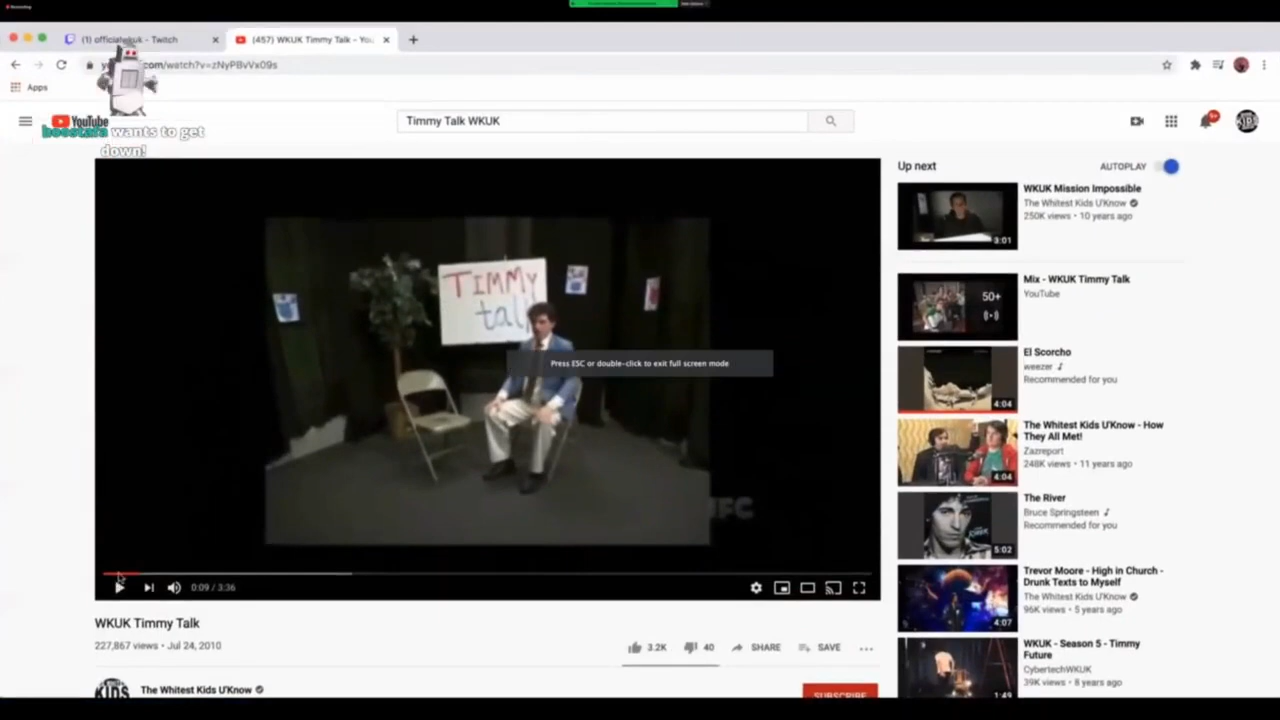 (1) officialwkuk - Twitch
(457) WKUK Timmy Talk - You
.com/watch?v=zNyPBvVx09s
Apps
YouTube
Timmy Talk WKUK
9+
boostafa wants to get
down!
Up next
AUTOPLAY
WKUK Mission Impossible
The Whitest Kids U'Know
250K views • 10 years ago
3:01
Mix - WKUK Timmy Talk
YouTube
50+
El Scorcho
weezer
Recommended for you
4:04
The Whitest Kids U'Know - How
They All Met!
Zazreport
248K views • 11 years ago
4:04
The River
Bruce Springsteen
Recommended for you
5:02
Trevor Moore - High in Church -
Drunk Texts to Myself
The Whitest Kids U'Know
96K views • 5 years ago
4:07
WKUK - Season 5 - Timmy
Future
CybertechWKUK
39K views • 8 years ago
1:49
TIMMY
talk
Press ESC or double-click to exit full screen mode
IFC
0:09 / 3:36
WKUK Timmy Talk
227,867 views • Jul 24, 2010
3.2K
40
SHARE
SAVE
KIDS
The Whitest Kids U'Know
SUBSCRIBE